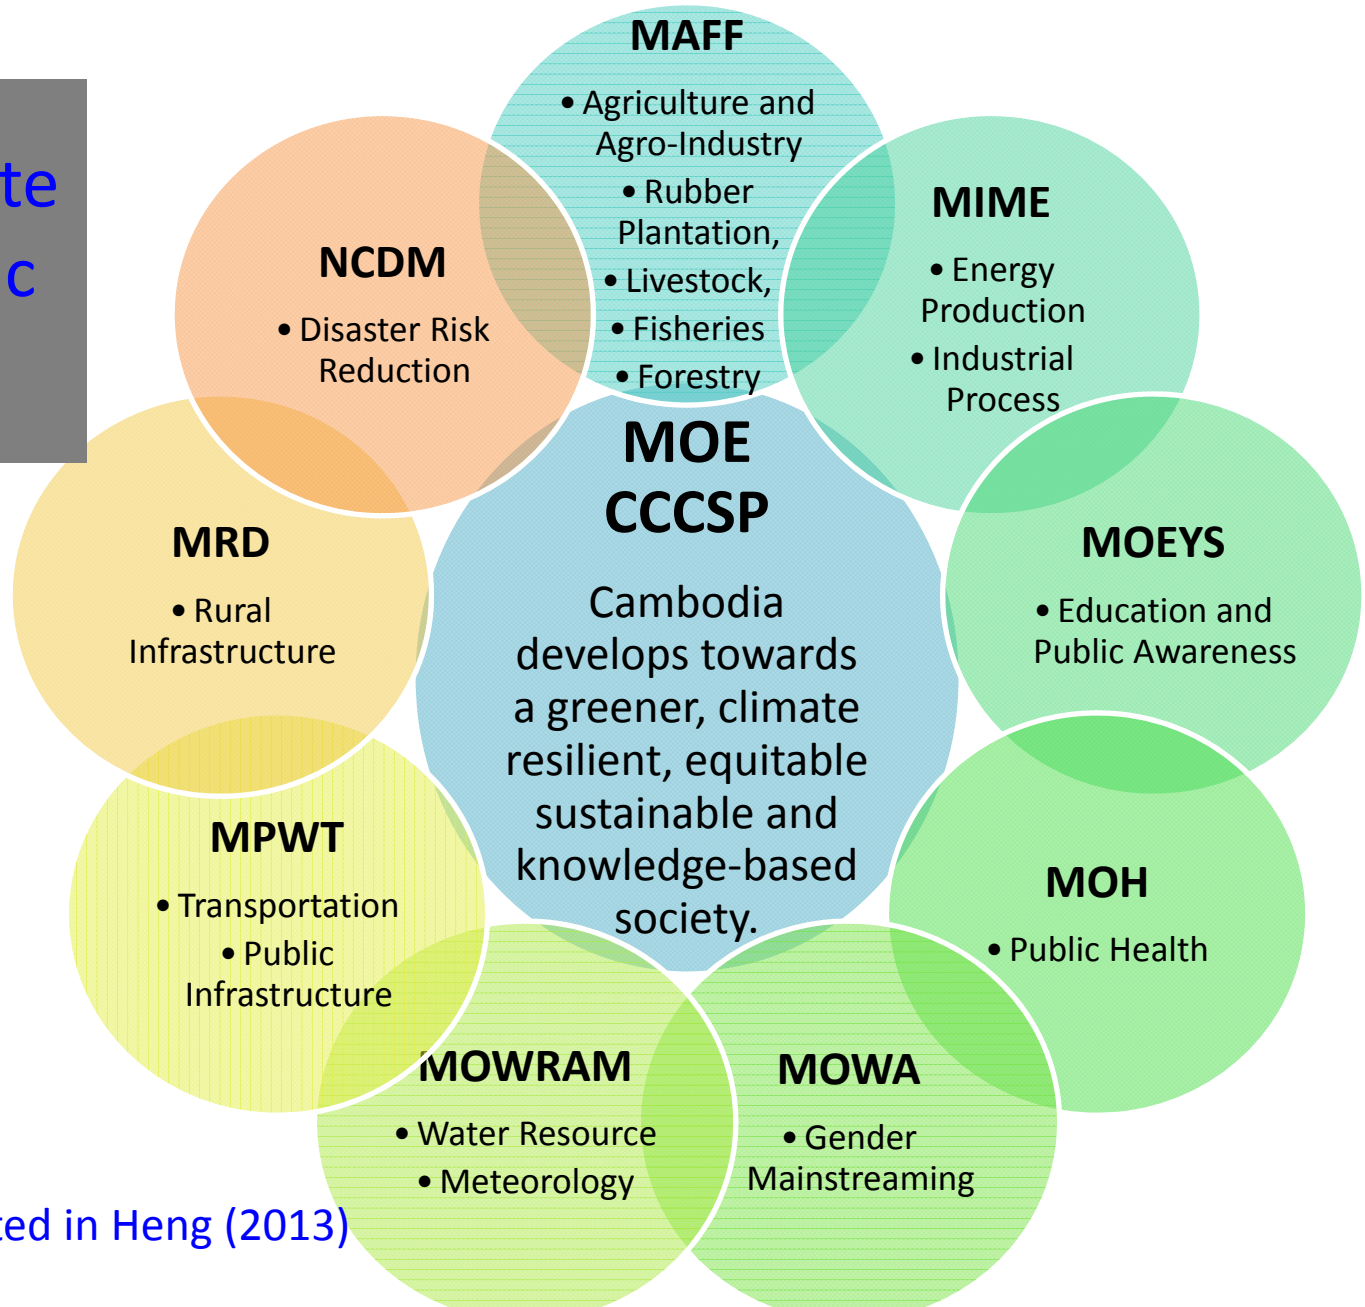 te
c
MAFF
• Agriculture and
Agro-Industry
• Rubber
Plantation,
• Livestock,
• Fisheries
• Forestry
MIME
• Energy
Production
• Industrial
Process
MOEYS
• Education and
Public Awareness
MOH
• Public Health
MOWA
• Gender
Mainstreaming
MOWRAM
• Water Resource
• Meteorology
MPWT
• Transportation
• Public
Infrastructure
MRD
• Rural
Infrastructure
NCDM
• Disaster Risk
Reduction
MOE
CCCSP
Cambodia
develops towards
a greener, climate
resilient, equitable
sustainable and
knowledge-based
society.
ted in Heng (2013)